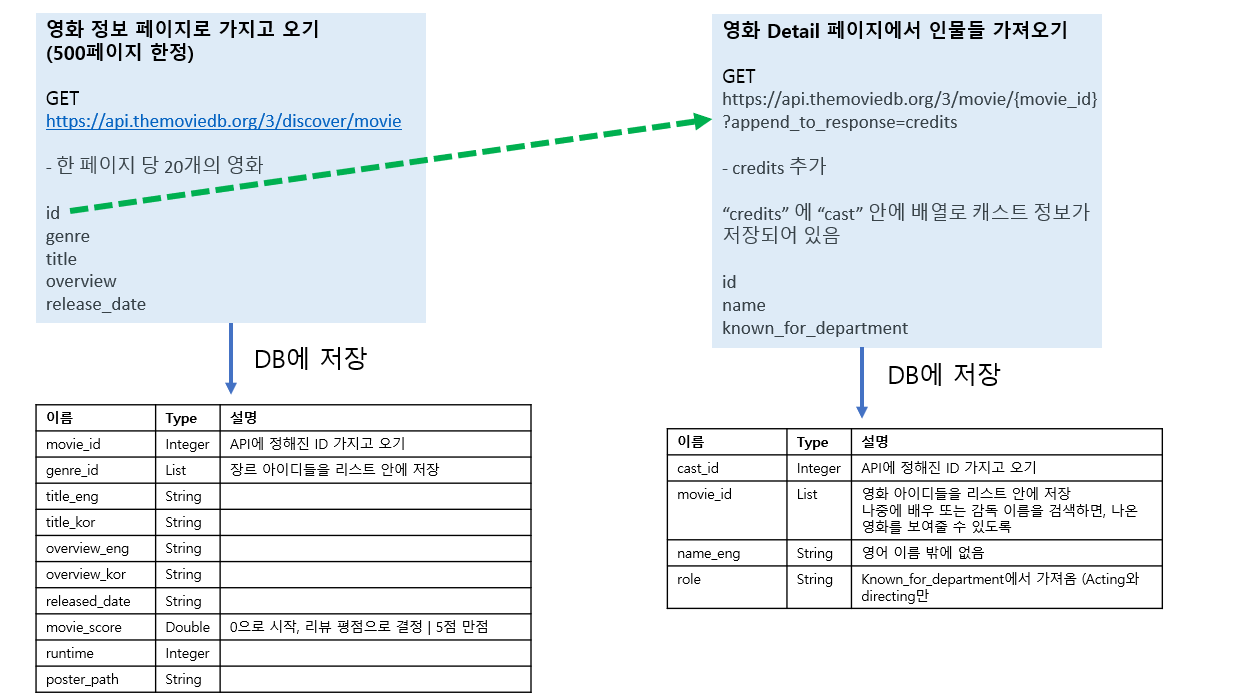 영화 정보 페이지로 가지고 오기
(500페이지 한정)
GET
https://api.themoviedb.org/3/discover/movie
- 한 페이지 당 20개의 영화
id
genre
title
overview
release_date
영화 Detail 페이지에서 인물들 가져오기
GET
https://api.themoviedb.org/3/movie/{movie_id}
?append_to_response=credits
- credits 추가
“credits” 에 “cast” 안에 배열로 캐스트 정보가
저장되어 있음
id
name
known_for_department
DB에 저장
DB에 저장
이름 Type 설명
movie_id Integer API에 정해진 ID 가지고 오기
genre_id List 장르 아이디들을 리스트 안에 저장
title_eng String
title_kor String
overview_eng String
overview_kor String
released_date String
movie_score Double 0으로 시작, 리뷰 평점으로 결정 | 5점 만점
runtime Integer
poster_path String
이름 Type 설명
cast_id Integer API에 정해진 ID 가지고 오기
movie_id List 영화 아이디들을 리스트 안에 저장
나중에 배우 또는 감독 이름을 검색하면, 나온
영화를 보여줄 수 있도록
name_eng String 영어 이름 밖에 없음
role String Known_for_department에서 가져옴 (Acting와
directing만